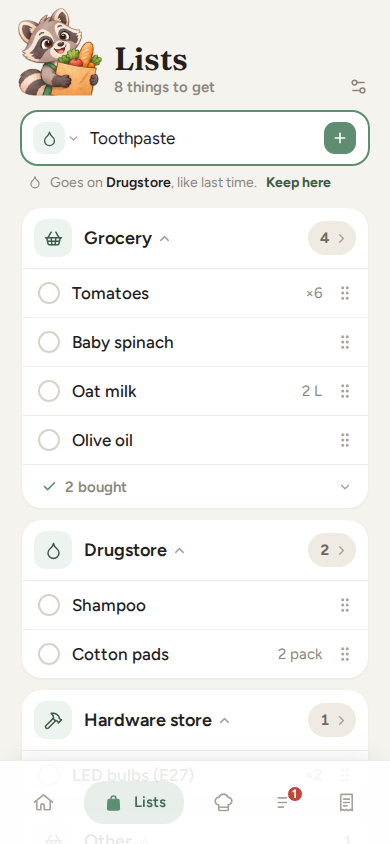 Lists
8 things to get
Toothpaste
Goes on Drugstore, like last time. Keep here
Grocery 4
Tomatoes ×6
Baby spinach
Oat milk 2 L
Olive oil
2 bought
Drugstore 2
Shampoo
Cotton pads 2 pack
Hardware store 1
LED bulbs (E27) ×2
Lists 1
Other 1